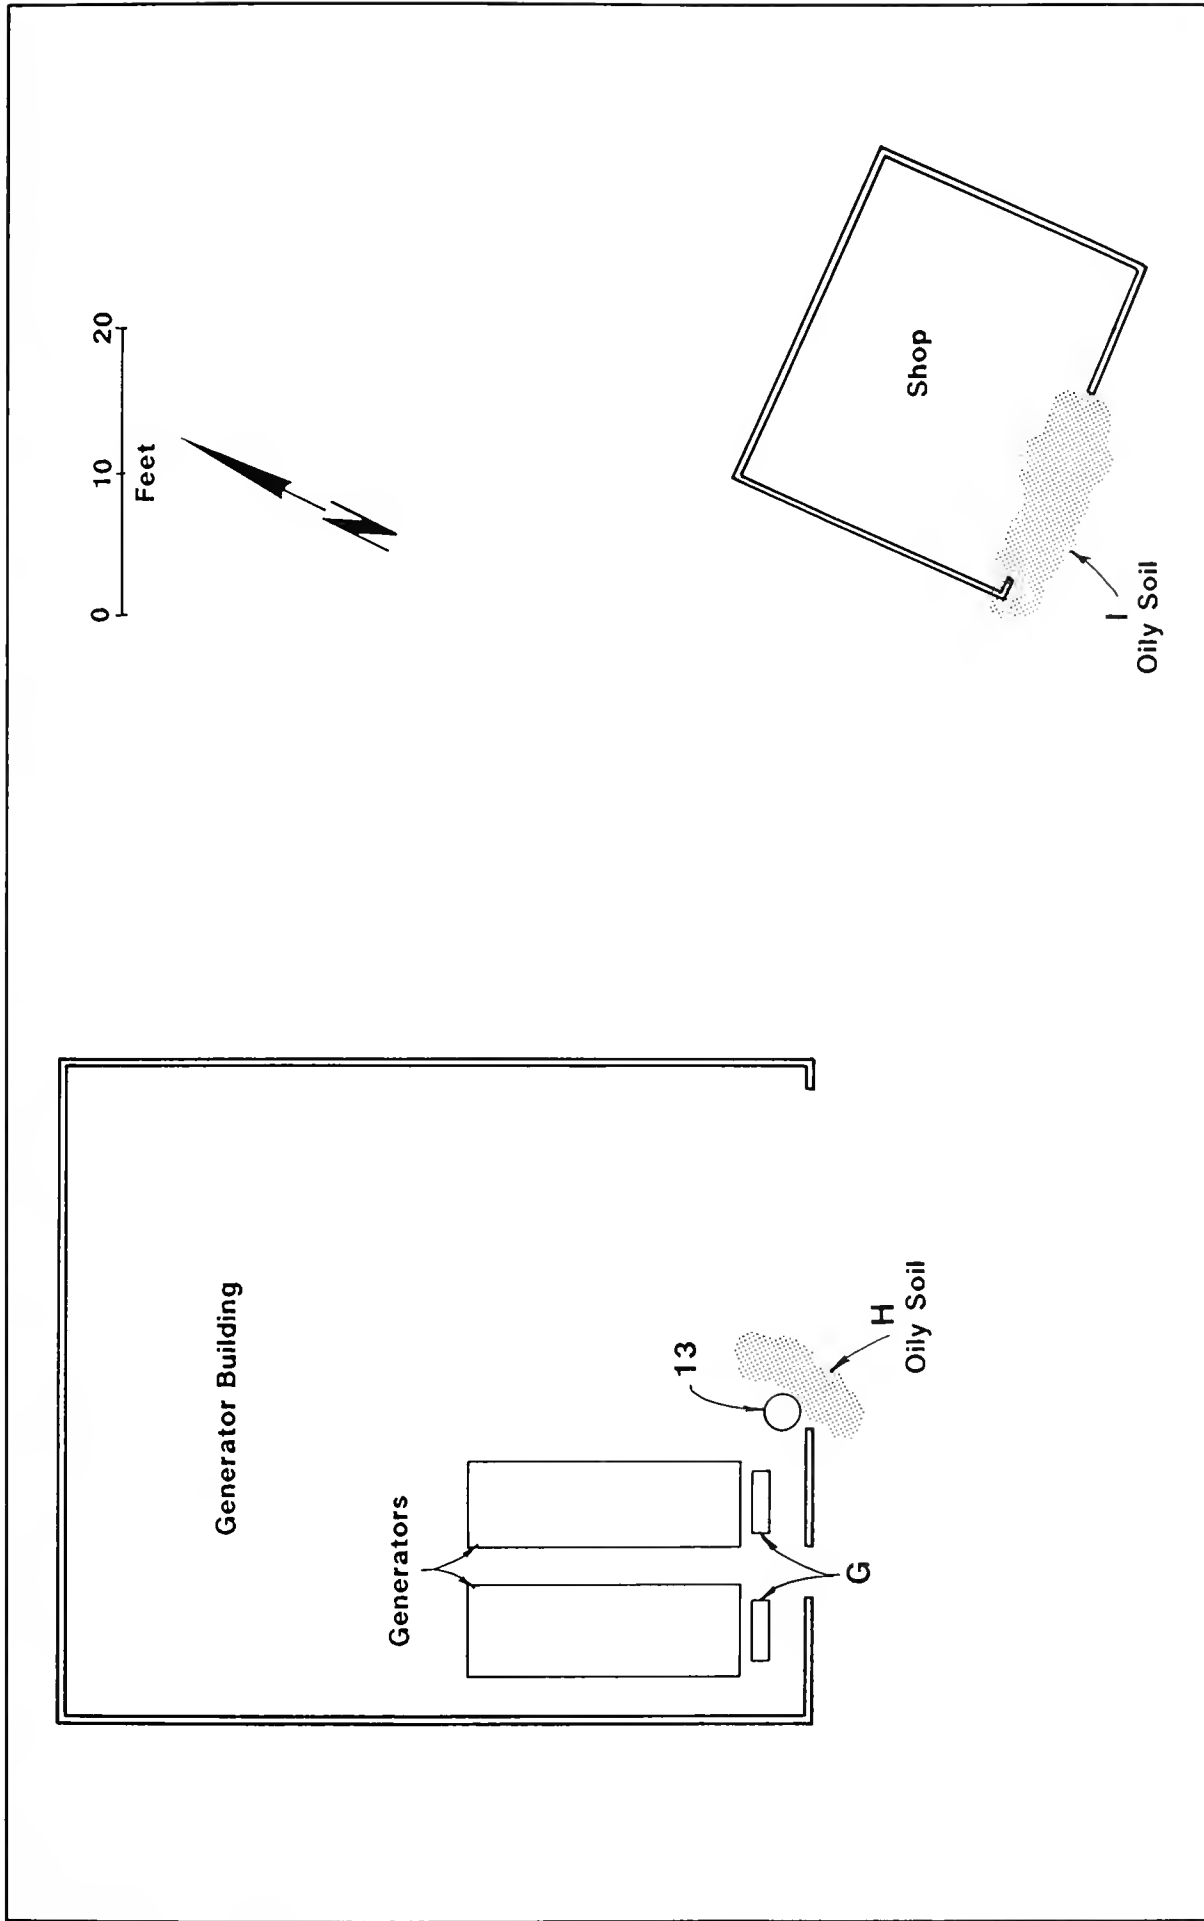 0 10 20
Feet
Generator Building
N
Generators
13
G
H
Oily Soil
Shop
I
Oily Soil